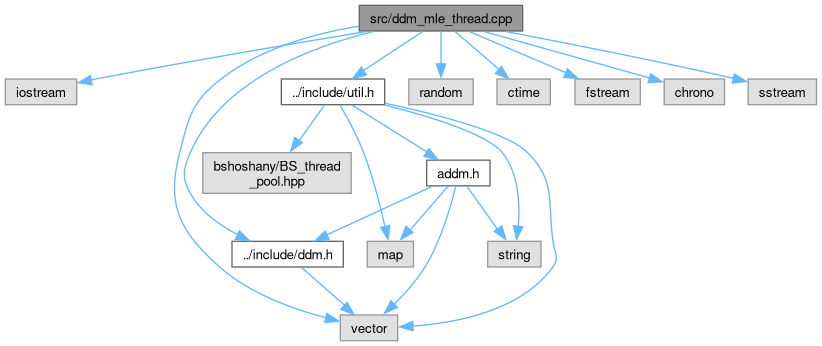 src/ddm_mle_thread.cpp
iostream
../include/util.h
random
ctime
fstream
chrono
sstream
bshoshany/BS_thread
_pool.hpp
addm.h
../include/ddm.h
map
string
vector